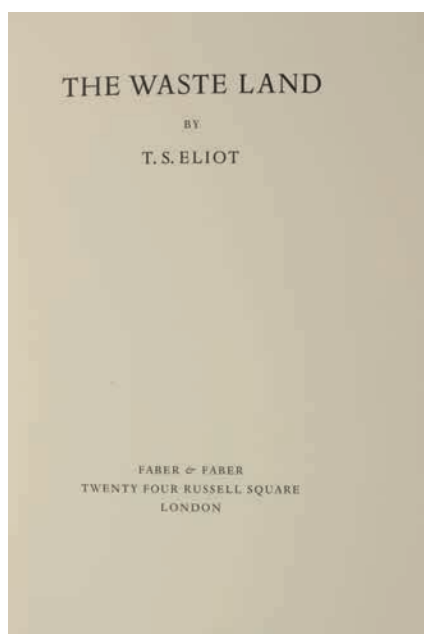 THE WASTE LAND
BY
T. S. ELIOT
FABER & FABER
TWENTY FOUR RUSSELL SQUARE
LONDON